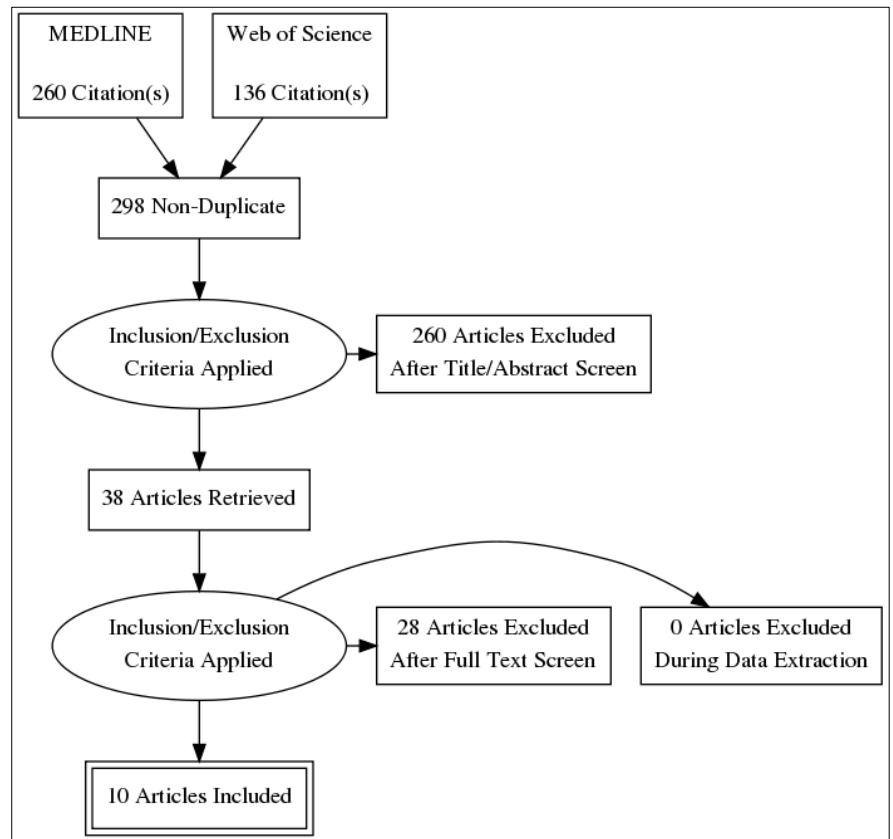 MEDLINE
260 Citation(s)
Web of Science
136 Citation(s)
298 Non-Duplicate
Inclusion/Exclusion
Criteria Applied
260 Articles Excluded
After Title/Abstract Screen
38 Articles Retrieved
Inclusion/Exclusion
Criteria Applied
28 Articles Excluded
After Full Text Screen
0 Articles Excluded
During Data Extraction
10 Articles Included